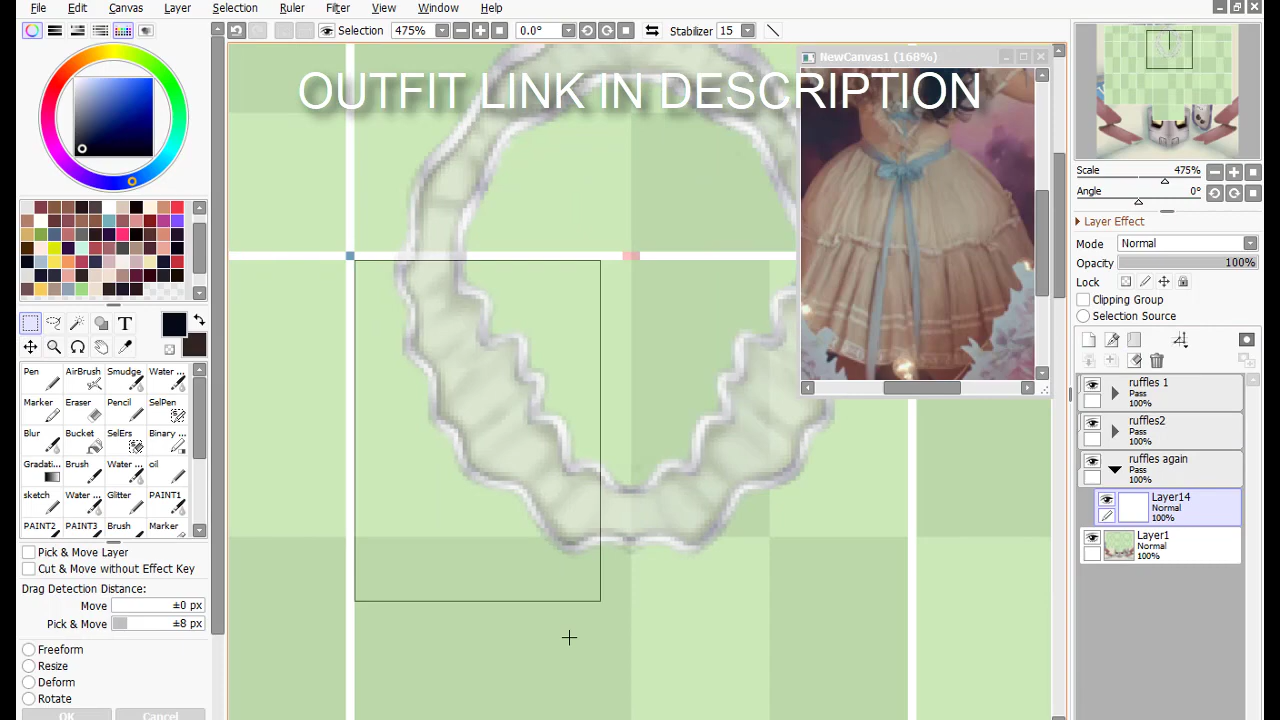 File Edit Canvas Layer Selection Ruler Filter View Window Help
Selection 475% 0.0° Stabilizer 15
NewCanvas1 (168%)
OUTFIT LINK IN DESCRIPTION
Scale 475%
Angle 0°
Layer Effect
Mode Normal
Opacity 100%
Lock
Clipping Group
Selection Source
ruffles 1
Pass
100%
ruffles2
Pass
100%
ruffles again
Pass
100%
Layer14
Normal
100%
Layer1
Normal
100%
T
Pen AirBrush Smudge Water ...
Marker Eraser Pencil SelPen
Blur Bucket SelErs Binary ...
Gradati... Brush Water ... oil
sketch Water ... Glitter PAINT1
PAINT2 PAINT3 Brush Marker
Pick & Move Layer
Cut & Move without Effect Key
Drag Detection Distance:
Move ±0 px
Pick & Move ±8 px
Freeform
Resize
Deform
Rotate
OK Cancel